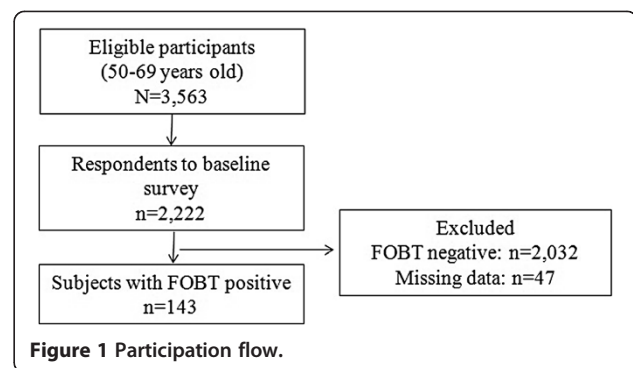 Eligible participants
(50-69 years old)
N=3,563
Respondents to baseline
survey
n=2,222
Excluded
FOBT negative: n=2,032
Missing data: n=47
Subjects with FOBT positive
n=143
Figure 1 Participation flow.